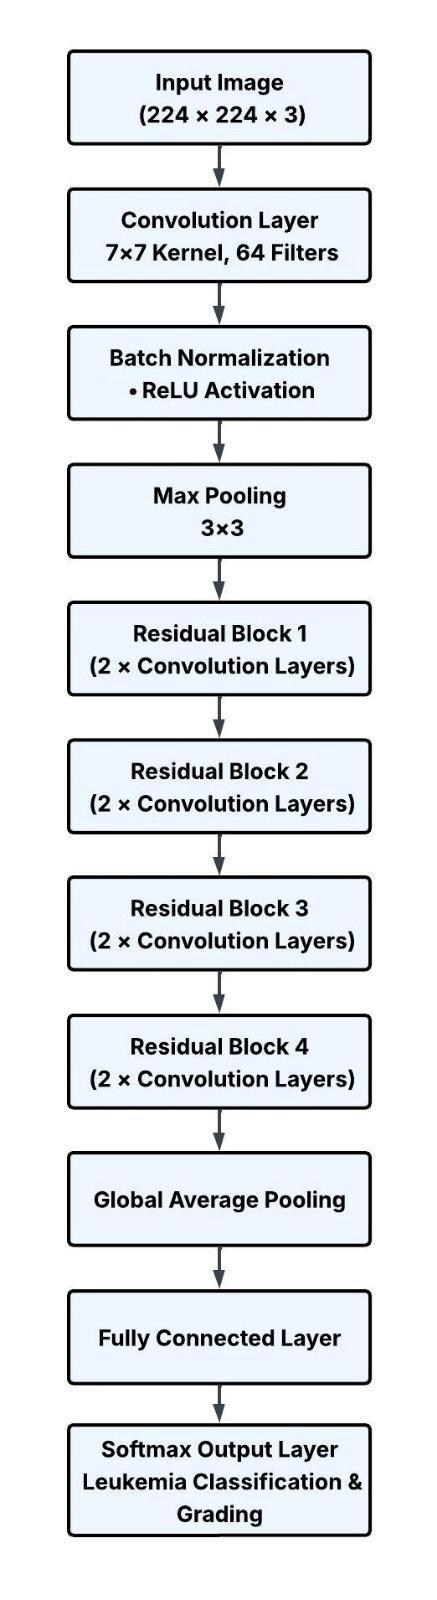 Input Image
(224 × 224 × 3)
Convolution Layer
7×7 Kernel, 64 Filters
Batch Normalization
• ReLU Activation
Max Pooling
3×3
Residual Block 1
(2 × Convolution Layers)
Residual Block 2
(2 × Convolution Layers)
Residual Block 3
(2 × Convolution Layers)
Residual Block 4
(2 × Convolution Layers)
Global Average Pooling
Fully Connected Layer
Softmax Output Layer
Leukemia Classification &
Grading